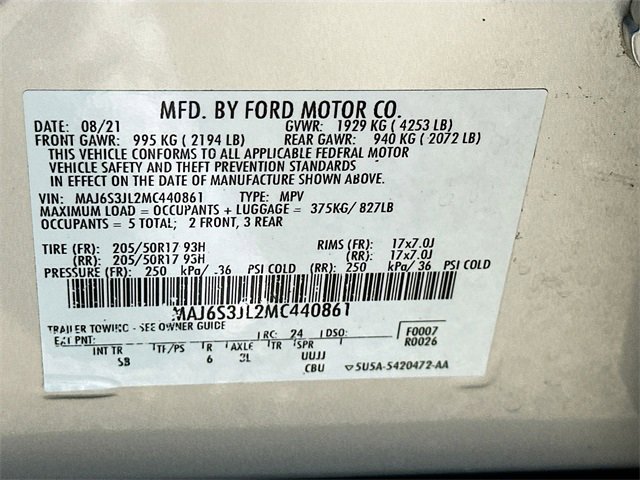 MFD. BY FORD MOTOR CO.
DATE: 08/21 GVWR: 1929 KG ( 4253 LB)
FRONT GAWR: 995 KG ( 2194 LB) REAR GAWR: 940 KG ( 2072 LB)
THIS VEHICLE CONFORMS TO ALL APPLICABLE FEDERAL MOTOR
VEHICLE SAFETY AND THEFT PREVENTION STANDARDS
IN EFFECT ON THE DATE OF MANUFACTURE SHOWN ABOVE.
VIN: MAJ6S3JL2MC440861 TYPE: MPV
MAXIMUM LOAD = OCCUPANTS + LUGGAGE = 375KG/ 827LB
OCCUPANTS = 5 TOTAL; 2 FRONT, 3 REAR
TIRE (FR): 205/50R17 93H RIMS (FR): 17x7.0J
(RR): 205/50R17 93H (RR): 17x7.0J
PRESSURE (FR): 250 kPa/ 36 PSI COLD (RR): 250 kPa/ 36 PSI COLD
MAJ6S3JL2MC440861
TRAILER TOWING - SEE OWNER GUIDE
EXT PNT: RC: 24 DSO: F0007
INT TR TF/PS R AXLE TR SPR R0026
SB 6 3L UUJJ
CBU 5U5A-5420472-AA